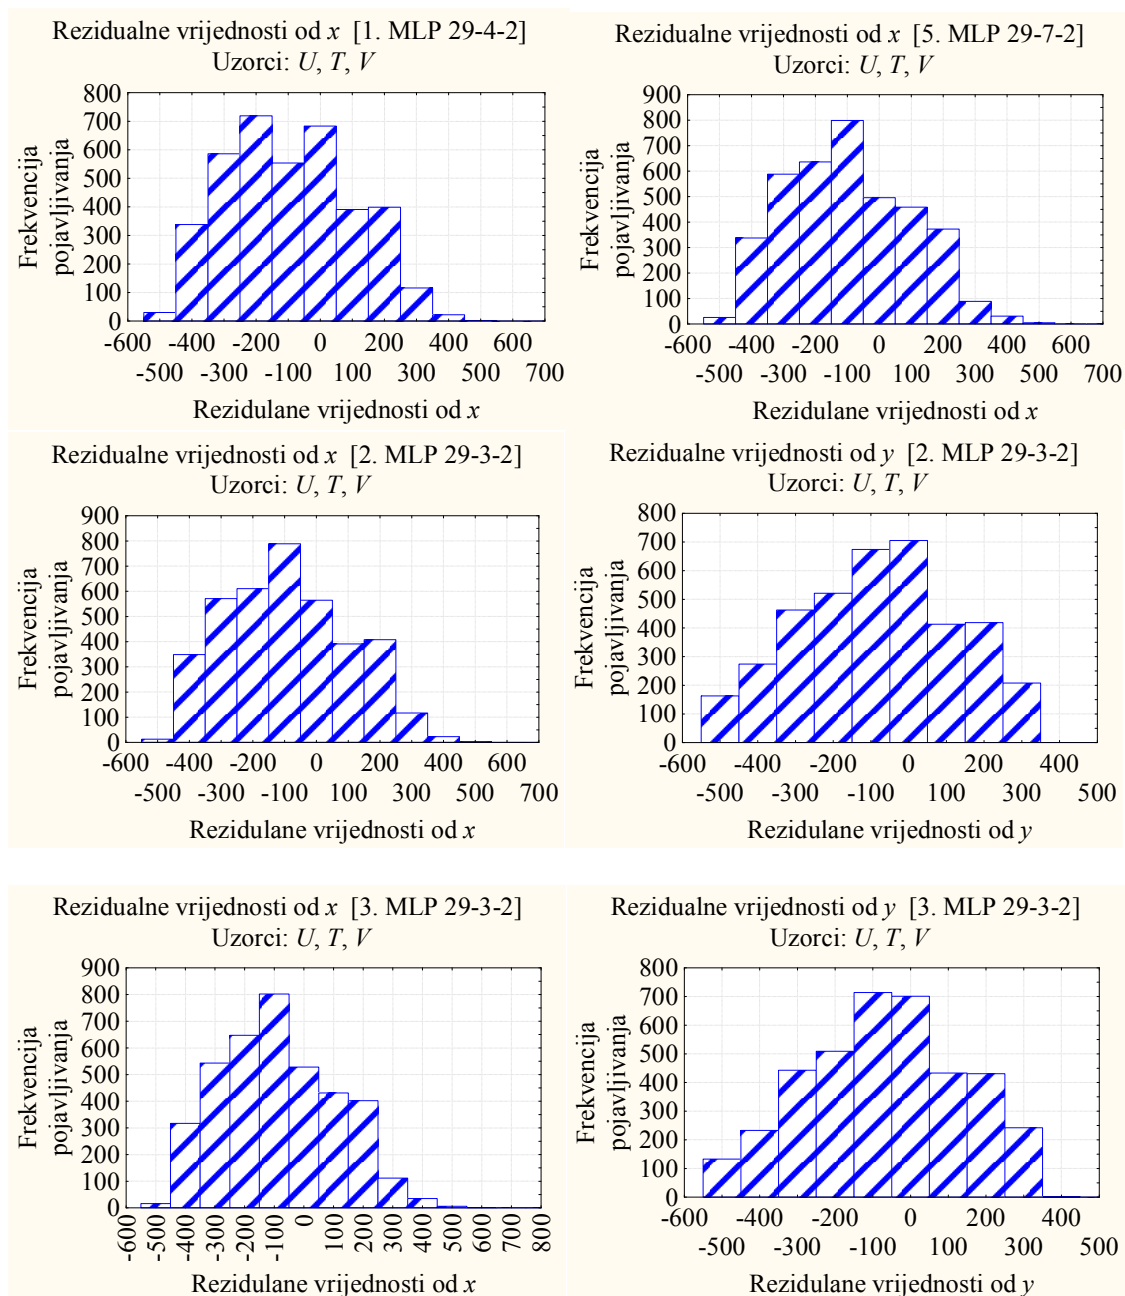 Rezidualne vrijednosti od x [1. MLP 29-4-2]
Uzorci: U, T, V
Frekvencija
pojavljivanja
800
700
600
500
400
300
200
100
0
-600 -400 -200 0 200 400 600
-500 -300 -100 100 300 500 700
Rezidulane vrijednosti od x
Rezidualne vrijednosti od x [5. MLP 29-7-2]
Uzorci: U, T, V
Frekvencija
pojavljivanja
900
800
700
600
500
400
300
200
100
0
-600 -400 -200 0 200 400 600
-500 -300 -100 100 300 500 700
Rezidulane vrijednosti od x
Rezidualne vrijednosti od x [2. MLP 29-3-2]
Uzorci: U, T, V
Frekvencija
pojavljivanja
900
800
700
600
500
400
300
200
100
0
-600 -400 -200 0 200 400 600
-500 -300 -100 100 300 500 700
Rezidulane vrijednosti od x
Rezidualne vrijednosti od y [2. MLP 29-3-2]
Uzorci: U, T, V
Frekvencija
pojavljivanja
800
700
600
500
400
300
200
100
0
-600 -400 -200 0 200 400
-500 -300 -100 100 300 500
Rezidulane vrijednosti od y
Rezidualne vrijednosti od x [3. MLP 29-3-2]
Uzorci: U, T, V
Frekvencija
pojavljivanja
900
800
700
600
500
400
300
200
100
0
-600 -500 -400 -300 -200 -100 0 100 200 300 400 500 600 700 800
Rezidulane vrijednosti od x
Rezidualne vrijednosti od y [3. MLP 29-3-2]
Uzorci: U, T, V
Frekvencija
pojavljivanja
800
700
600
500
400
300
200
100
0
-600 -400 -200 0 200 400
-500 -300 -100 100 300 500
Rezidulane vrijednosti od y